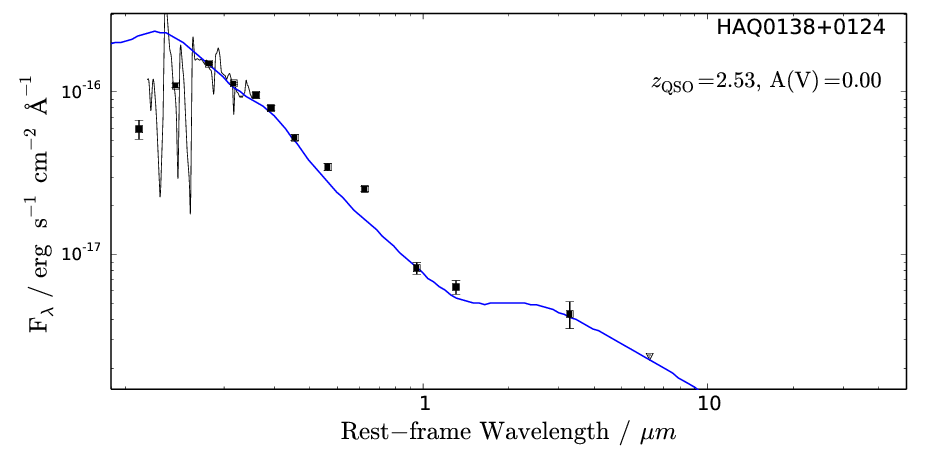 HAQ0138+0124
z_QSO=2.53, A(V)=0.00
10^-16
10^-17
F_λ / erg s^−1 cm^−2 Å^−1
1 10
Rest−frame Wavelength / μm